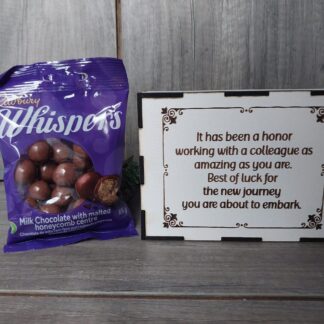 Whispers
Milk Chocolate with malted
honeycomb centre
It has been a honor
working with a colleague as
amazing as you are.
Best of luck for
the new journey
you are about to embark.